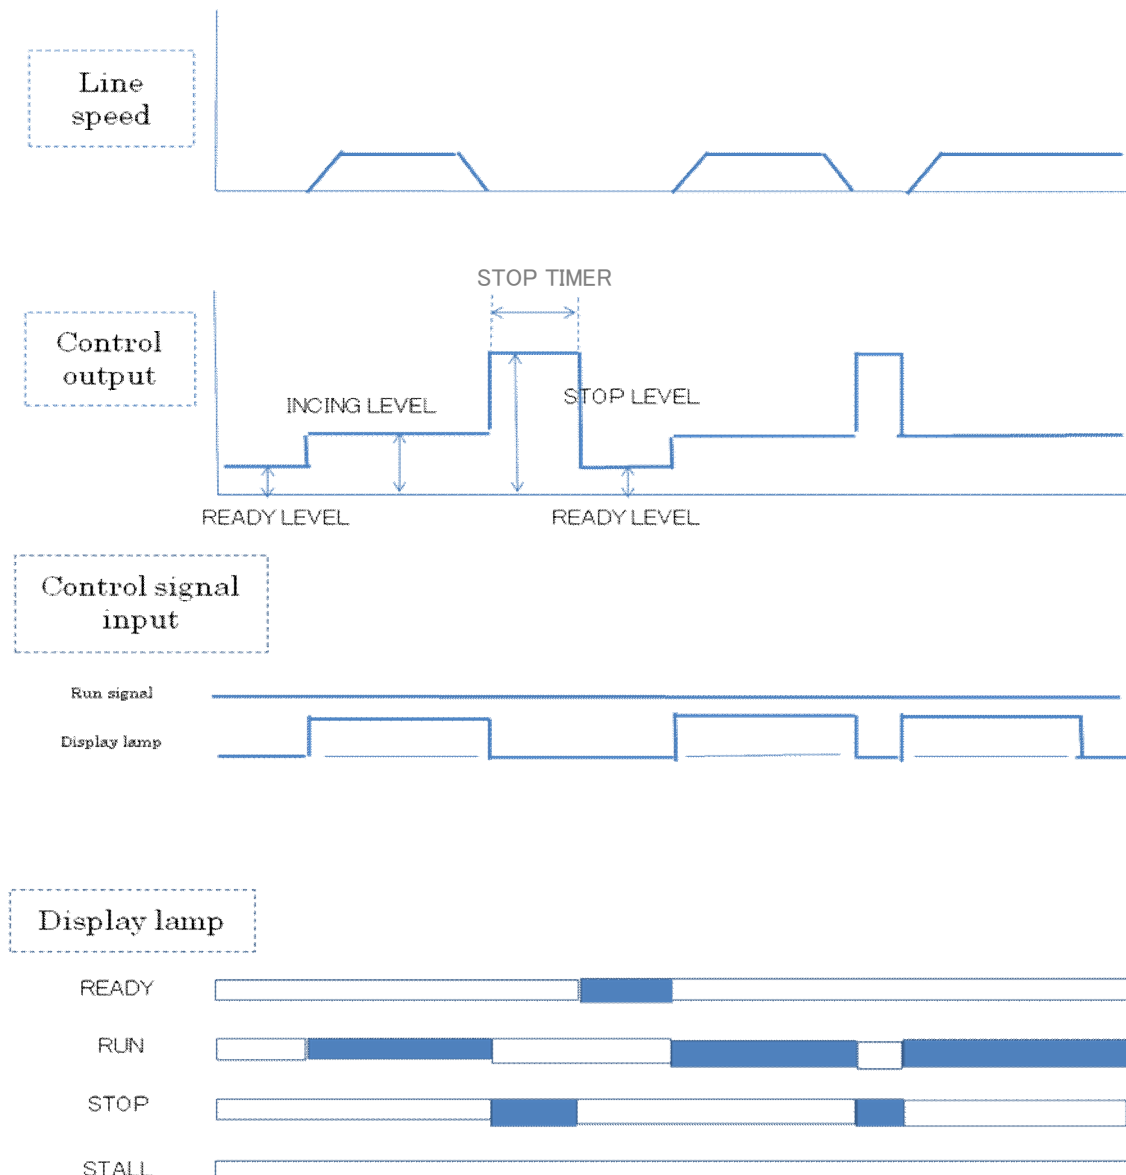 Line
speed
STOP TIMER
Control
output
INCING LEVEL
STOP LEVEL
READY LEVEL
READY LEVEL
Control signal
input
Run signal
Display lamp
Display lamp
READY
RUN
STOP
STALL